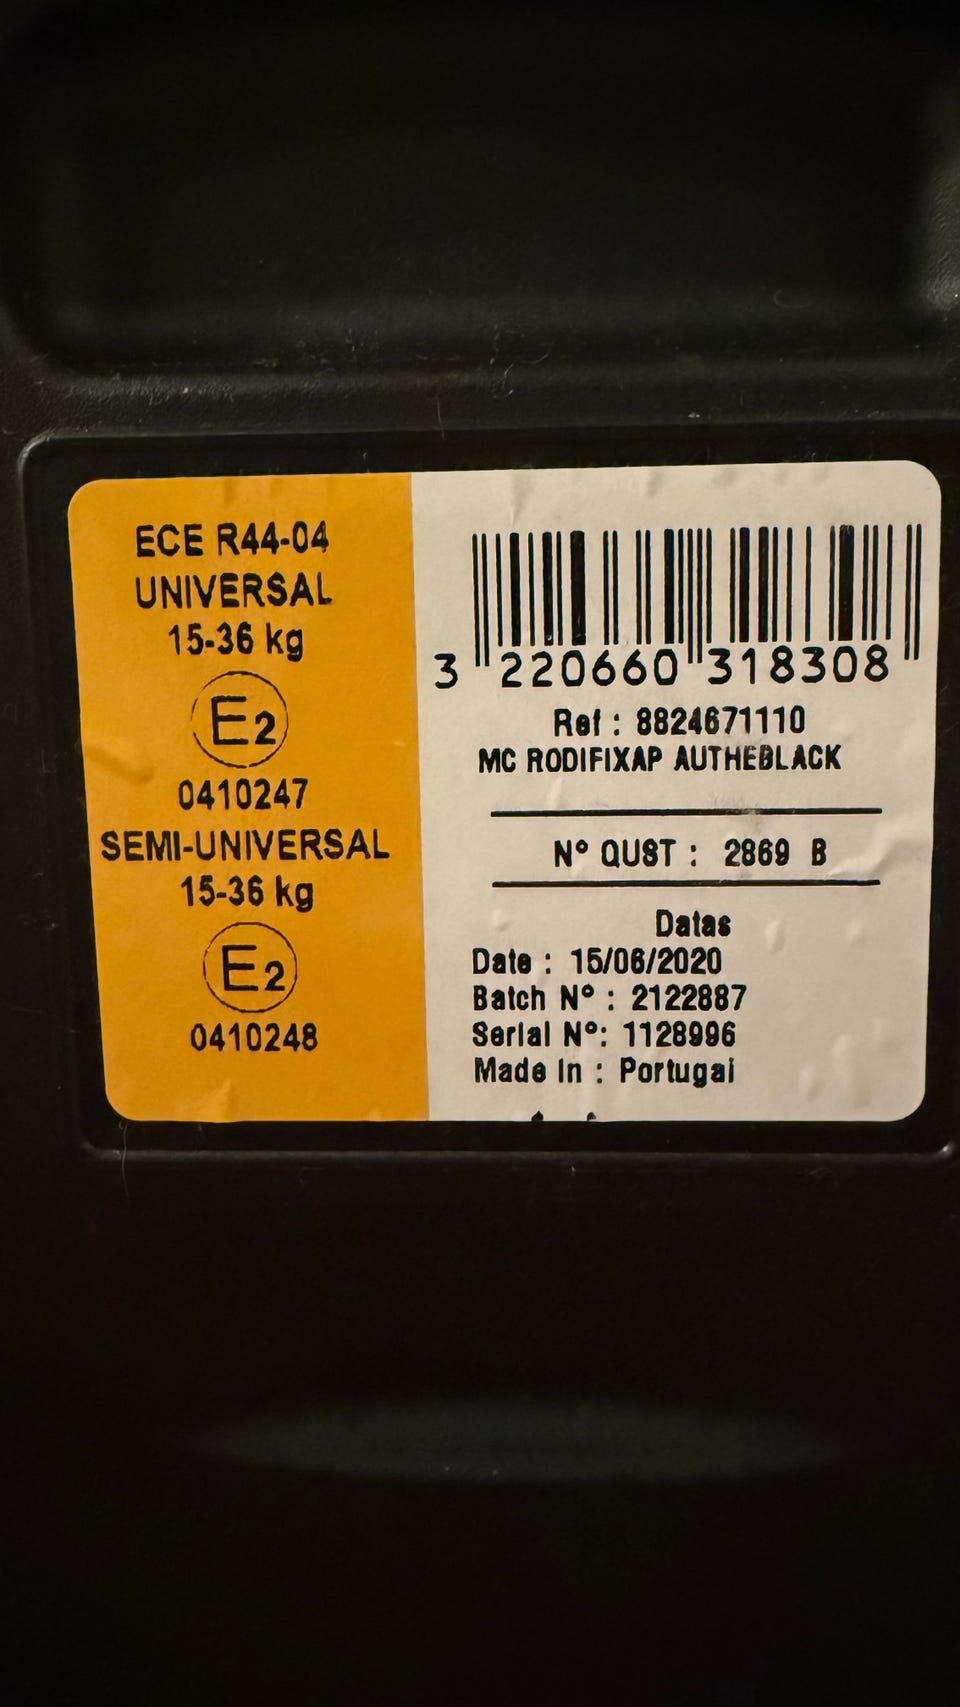 ECE R44-04
UNIVERSAL
15-36 kg
E2
0410247
SEMI-UNIVERSAL
15-36 kg
E2
0410248
3 220660 318308
Ref : 8824671110
MC RODIFIXAP AUTHEBLACK
N° QUST : 2869 B
Datas
Date : 15/06/2020
Batch N° : 2122887
Serial N°: 1128996
Made In : Portugal